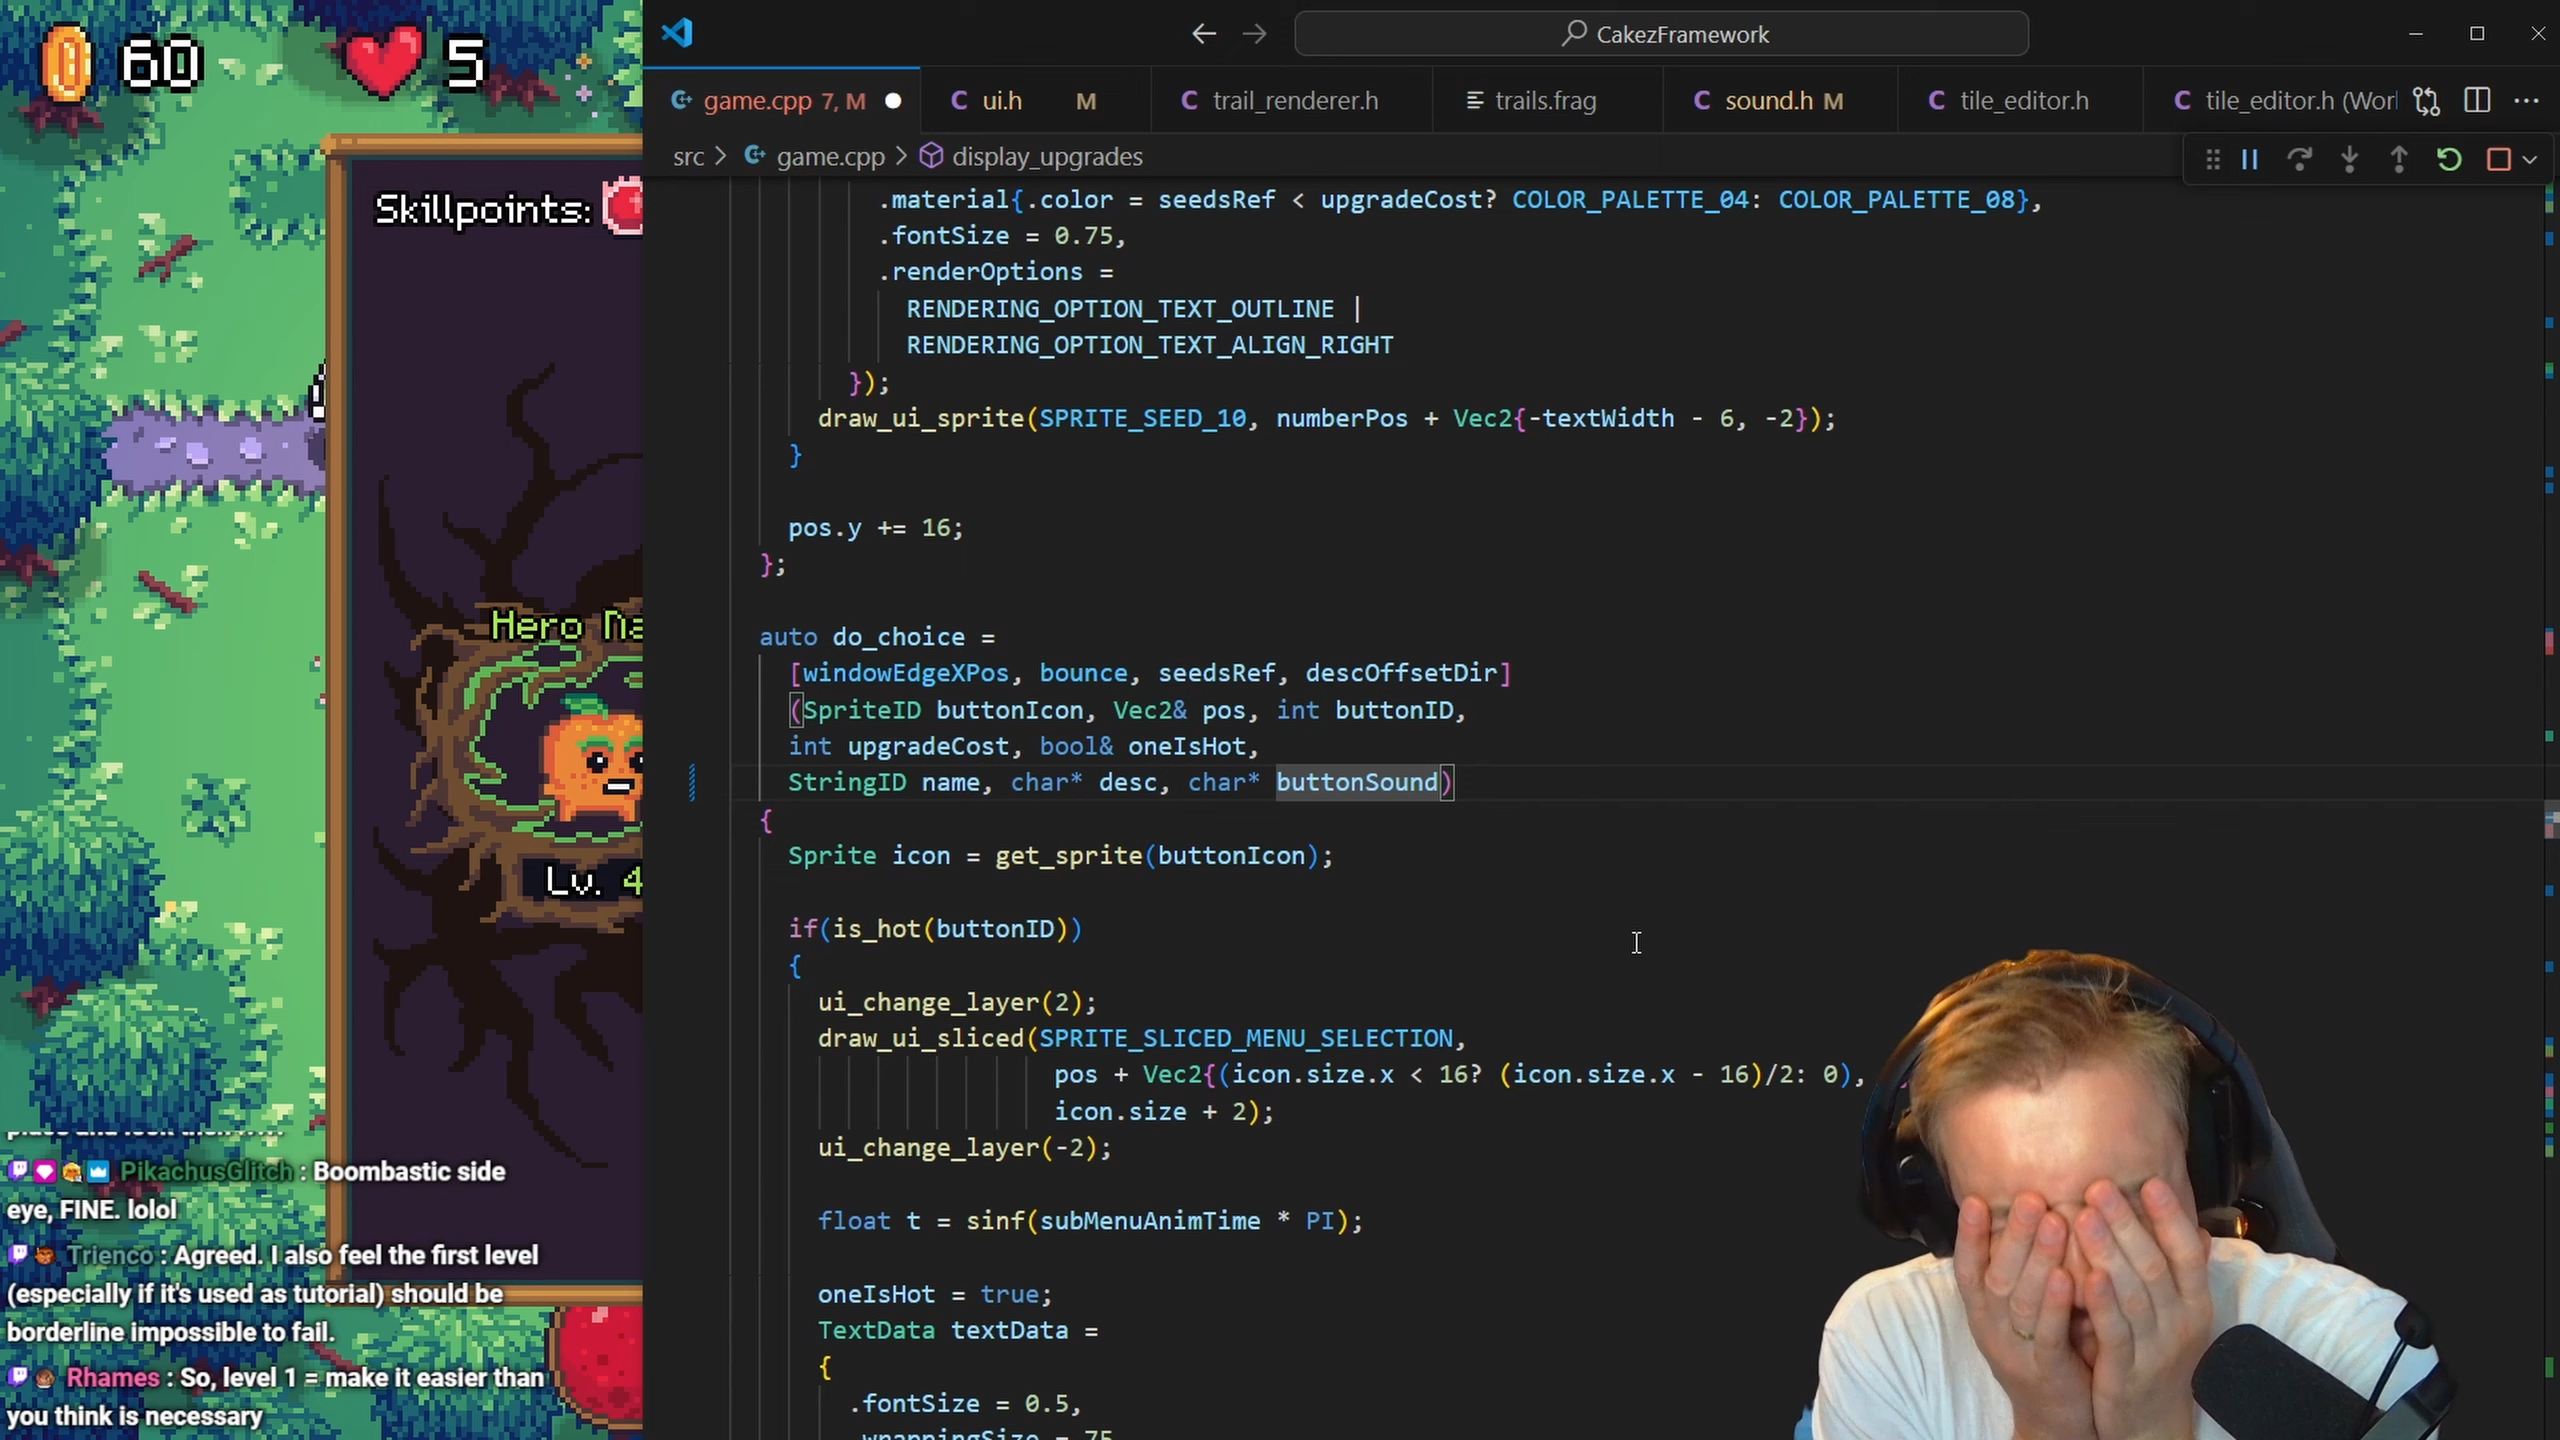 60
5
Skillpoints:
Lv. 4
PikachusGlitch : Boombastic side
eye, FINE. lolol
Trienco : Agreed. I also feel the first level
(especially if it's used as tutorial) should be
borderline impossible to fail.
Rhames : So, level 1 = make it easier than
you think is necessary
CakezFramework
game.cpp 7, M
ui.h M
trail_renderer.h
trails.frag
sound.h M
tile_editor.h
tile_editor.h (Wor
src > game.cpp > display_upgrades
.material{.color = seedsRef < upgradeCost? COLOR_PALETTE_04: COLOR_PALETTE_08},
.fontSize = 0.75,
.renderOptions =
RENDERING_OPTION_TEXT_OUTLINE |
RENDERING_OPTION_TEXT_ALIGN_RIGHT
});
draw_ui_sprite(SPRITE_SEED_10, numberPos + Vec2{-textWidth - 6, -2});
}
pos.y += 16;
};
auto do_choice =
[windowEdgeXPos, bounce, seedsRef, descOffsetDir]
(SpriteID buttonIcon, Vec2& pos, int buttonID,
int upgradeCost, bool& oneIsHot,
StringID name, char* desc, char* buttonSound)
{
Sprite icon = get_sprite(buttonIcon);
if(is_hot(buttonID))
{
ui_change_layer(2);
draw_ui_sliced(SPRITE_SLICED_MENU_SELECTION,
pos + Vec2{(icon.size.x < 16? (icon.size.x - 16)/2: 0),
icon.size + 2);
ui_change_layer(-2);
float t = sinf(subMenuAnimTime * PI);
oneIsHot = true;
TextData textData =
{
.fontSize = 0.5,
.wrappingSize = 75
Hero